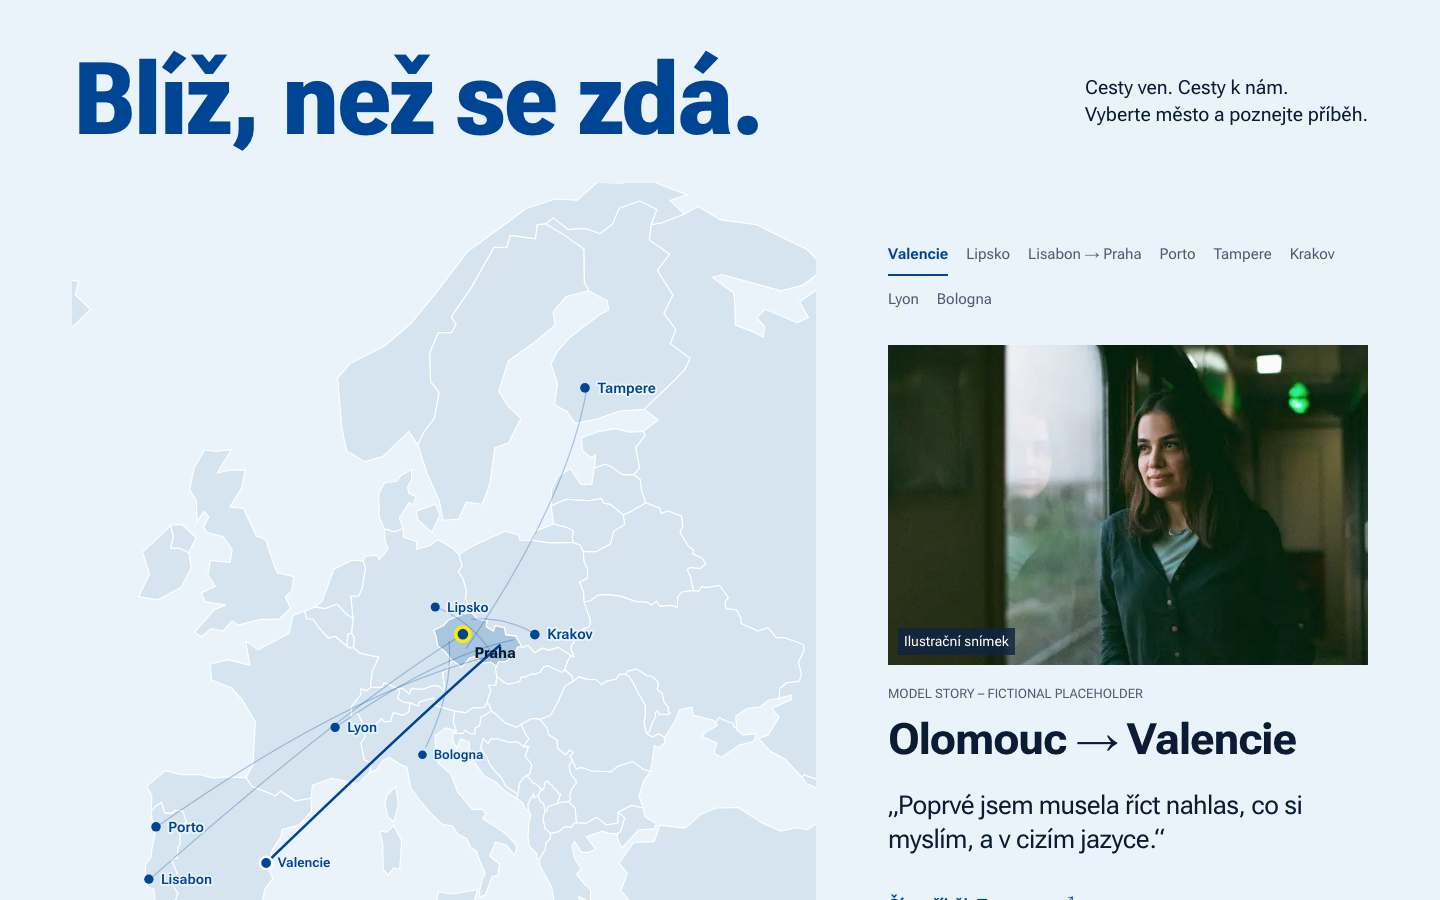 Blíž, než se zdá.
Cesty ven. Cesty k nám.
Vyberte město a poznejte příběh.
Valencie Lipsko Lisabon → Praha Porto Tampere Krakov
Lyon Bologna
Tampere
Lipsko
Krakov
Praha
Lyon
Bologna
Porto
Valencie
Lisabon
Ilustrační snímek
MODEL STORY – FICTIONAL PLACEHOLDER
Olomouc → Valencie
„Poprvé jsem musela říct nahlas, co si
myslím, a v cizím jazyce.“